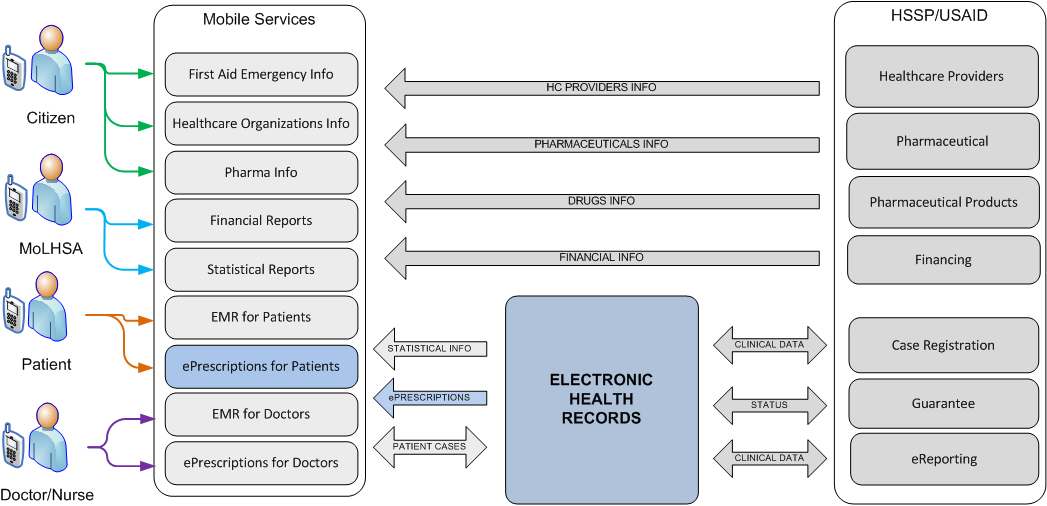 Mobile Services
HSSP/USAID
Citizen
MoLHSA
Patient
Doctor/Nurse
First Aid Emergency Info
Healthcare Organizations Info
Pharma Info
Financial Reports
Statistical Reports
EMR for Patients
ePrescriptions for Patients
EMR for Doctors
ePrescriptions for Doctors
HC PROVIDERS INFO
PHARMACEUTICALS INFO
DRUGS INFO
FINANCIAL INFO
STATISTICAL INFO
ePRESCRIPTIONS
PATIENT CASES
ELECTRONIC
HEALTH
RECORDS
CLINICAL DATA
STATUS
CLINICAL DATA
Healthcare Providers
Pharmaceutical
Pharmaceutical Products
Financing
Case Registration
Guarantee
eReporting